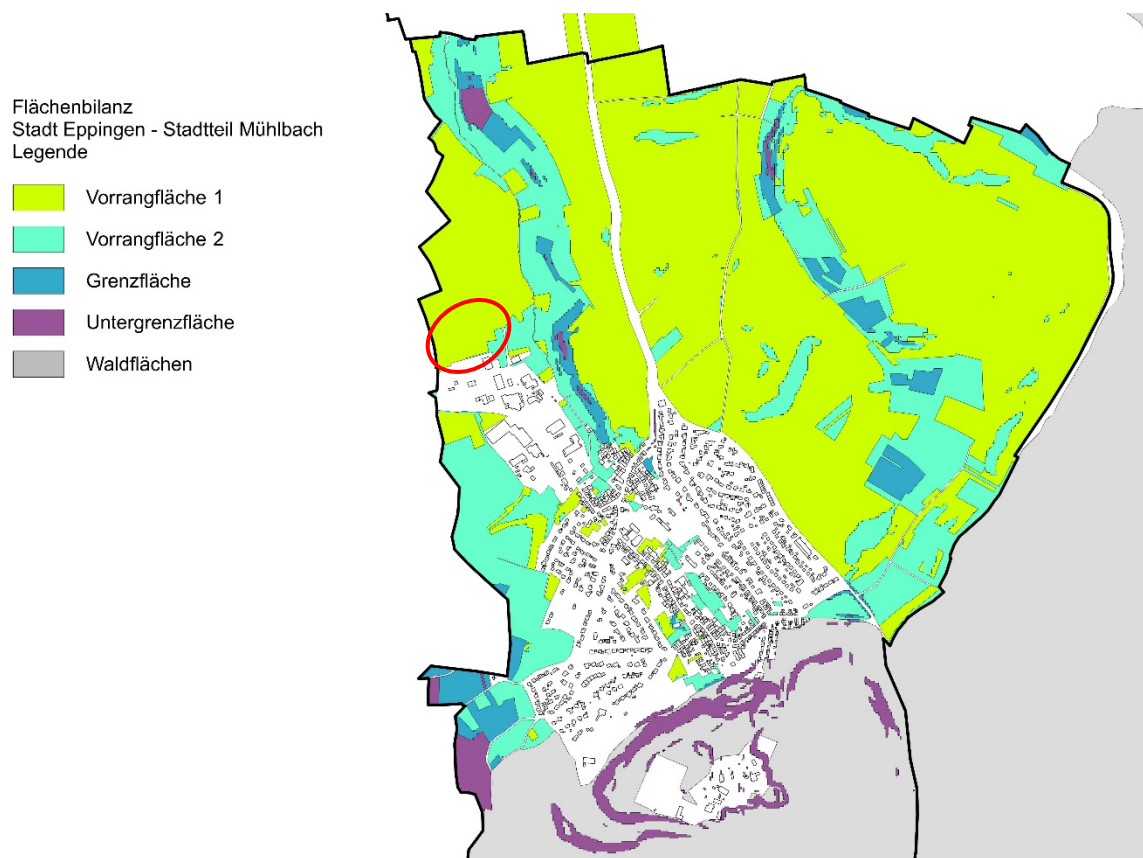 Flächenbilanz
Stadt Eppingen - Stadtteil Mühlbach
Legende
Vorrangfläche 1
Vorrangfläche 2
Grenzfläche
Untergrenzfläche
Waldflächen